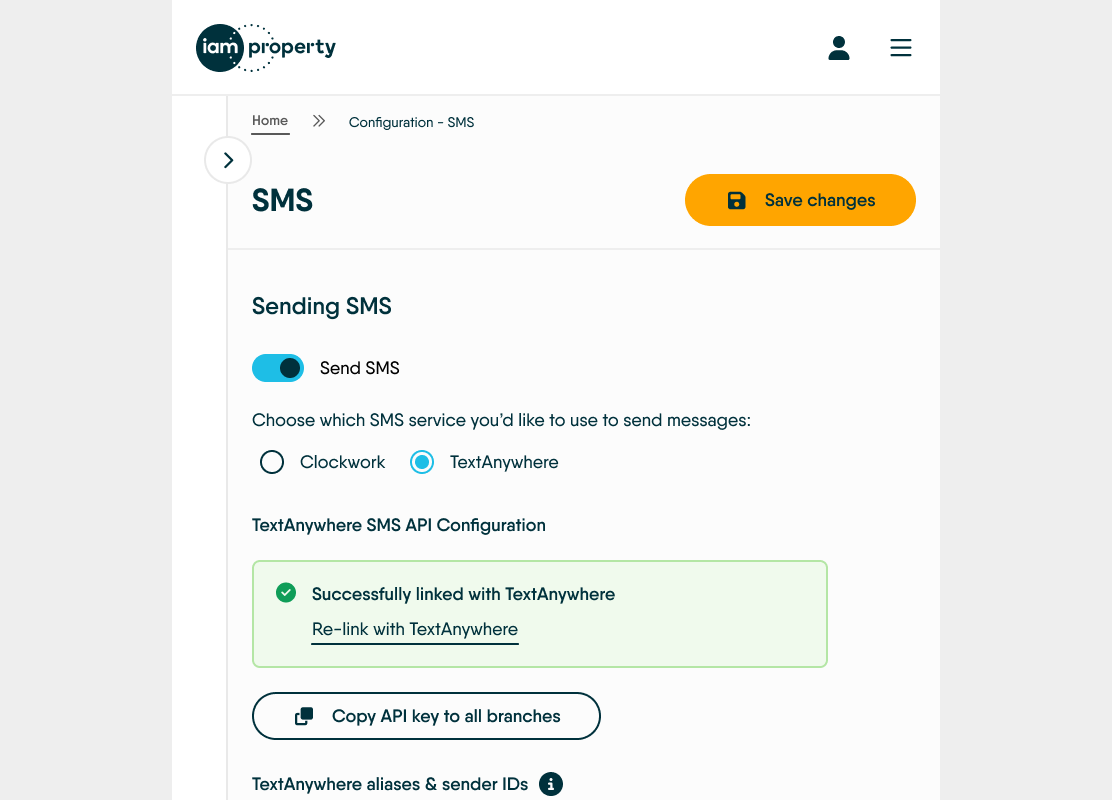 iam property
Home
Configuration - SMS
SMS
Save changes
Sending SMS
Send SMS
Choose which SMS service you’d like to use to send messages:
Clockwork
TextAnywhere
TextAnywhere SMS API Configuration
Successfully linked with TextAnywhere
Re-link with TextAnywhere
Copy API key to all branches
TextAnywhere aliases & sender IDs